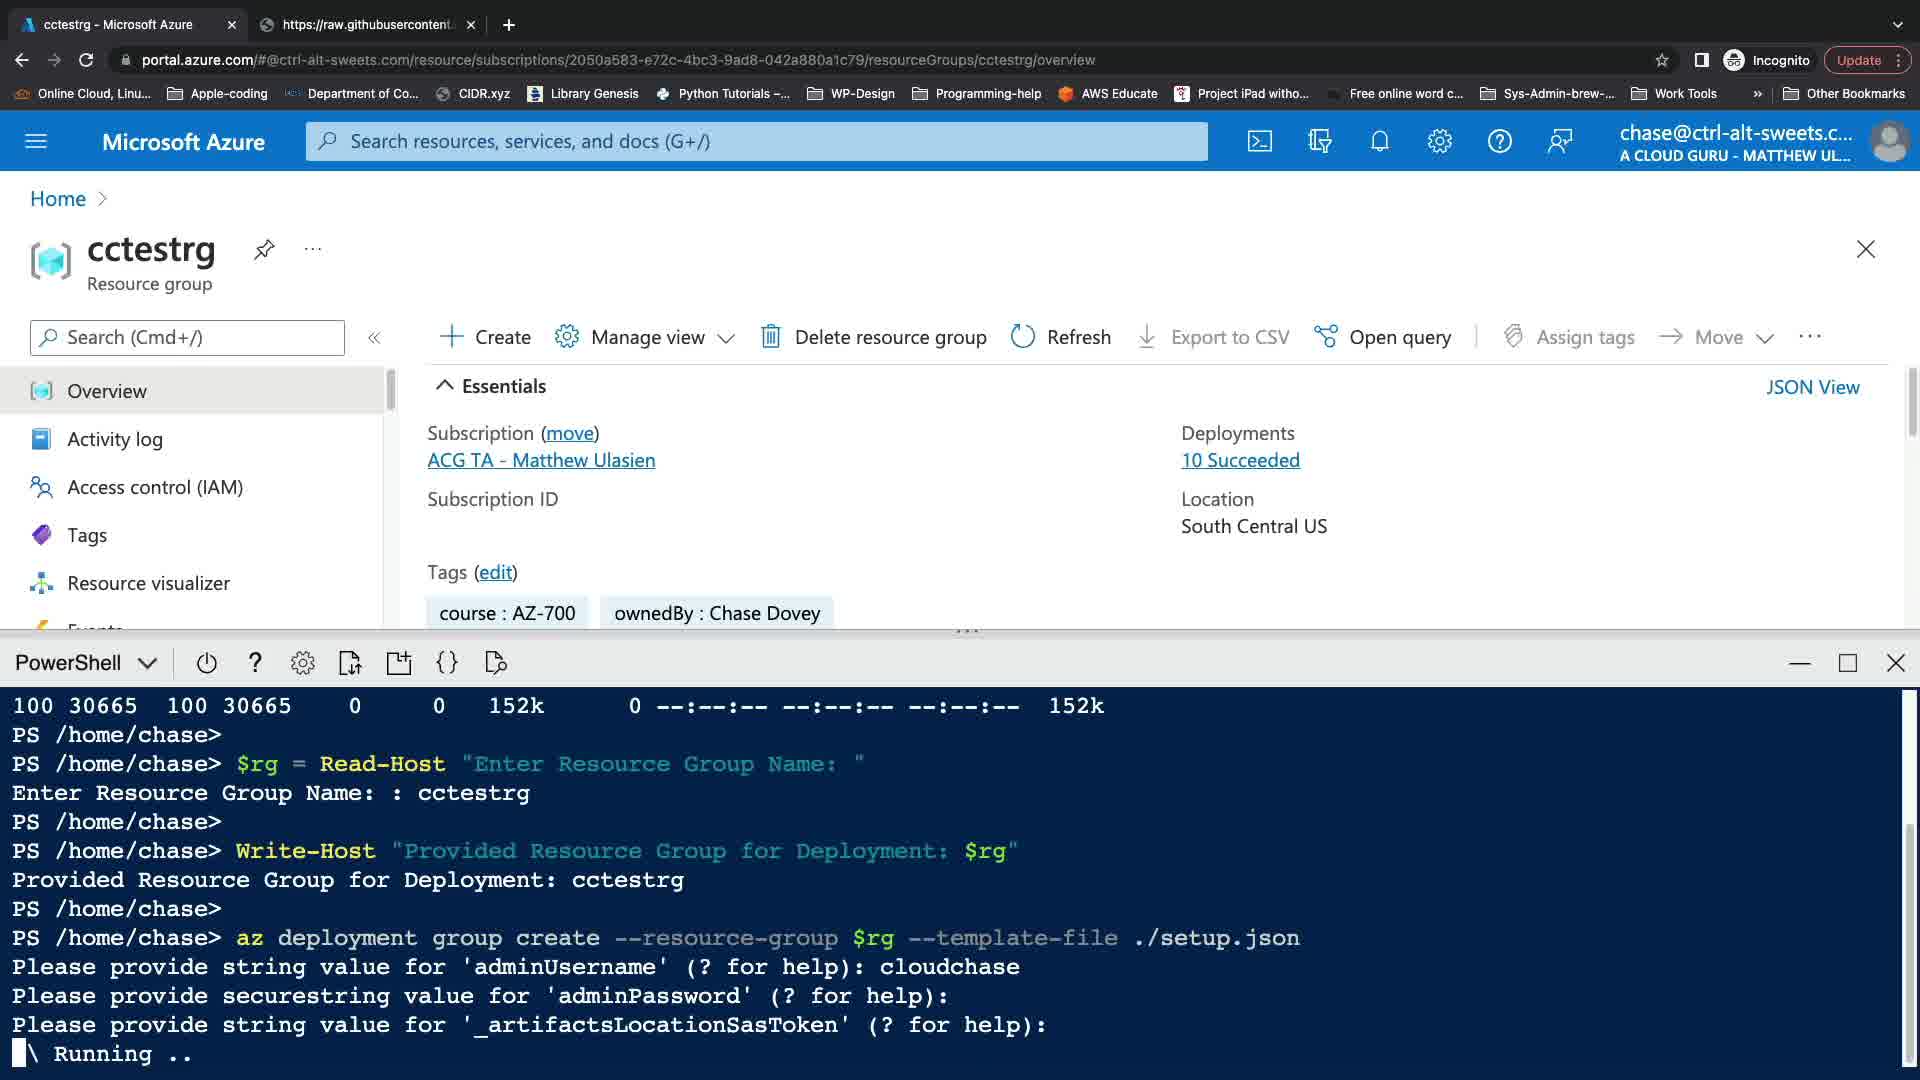 cctestrg - Microsoft Azure
https://raw.githubusercontent.
portal.azure.com/#@ctrl-alt-sweets.com/resource/subscriptions/2050a583-e72c-4bc3-9ad8-042a880a1c79/resourceGroups/cctestrg/overview
Incognito
Update
Online Cloud, Linu...
Apple-coding
Department of Co...
CIDR.xyz
Library Genesis
Python Tutorials –...
WP-Design
Programming-help
AWS Educate
Project iPad witho...
Free online word c...
Sys-Admin-brew-...
Work Tools
»
Other Bookmarks
Microsoft Azure
Search resources, services, and docs (G+/)
chase@ctrl-alt-sweets.c...
A CLOUD GURU - MATTHEW UL...
Home
cctestrg
...
Resource group
Search (Cmd+/)
«
Create
Manage view
Delete resource group
Refresh
Export to CSV
Open query
Assign tags
Move
...
Overview
Activity log
Access control (IAM)
Tags
Resource visualizer
Events
Essentials
JSON View
Subscription (move)
ACG TA - Matthew Ulasien
Subscription ID
Deployments
10 Succeeded
Location
South Central US
Tags (edit)
course : AZ-700
ownedBy : Chase Dovey
PowerShell
?
{}
100 30665  100 30665    0     0   152k      0 --:--:-- --:--:-- --:--:--  152k
PS /home/chase>
PS /home/chase> $rg = Read-Host "Enter Resource Group Name: "
Enter Resource Group Name: : cctestrg
PS /home/chase>
PS /home/chase> Write-Host "Provided Resource Group for Deployment: $rg"
Provided Resource Group for Deployment: cctestrg
PS /home/chase>
PS /home/chase> az deployment group create --resource-group $rg --template-file ./setup.json
Please provide string value for 'adminUsername' (? for help): cloudchase
Please provide securestring value for 'adminPassword' (? for help):
Please provide string value for '_artifactsLocationSasToken' (? for help):
\ Running ..